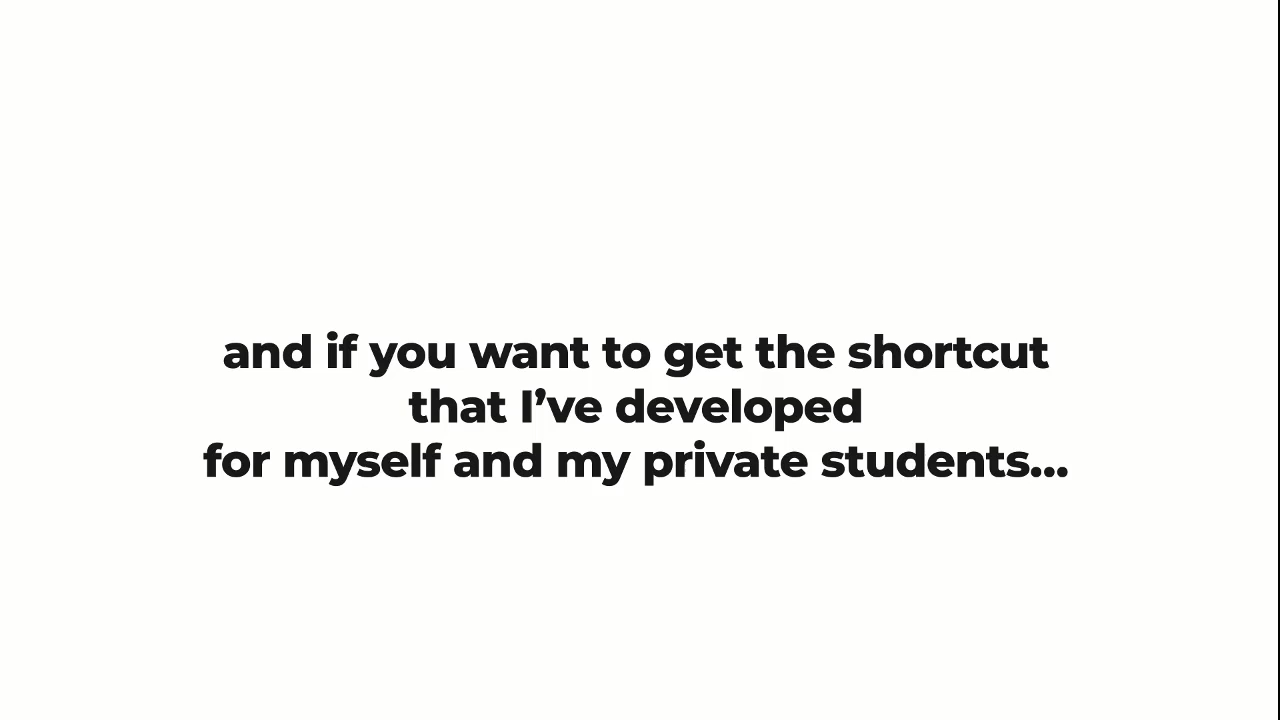 and if you want to get the shortcut
that I’ve developed
for myself and my private students...